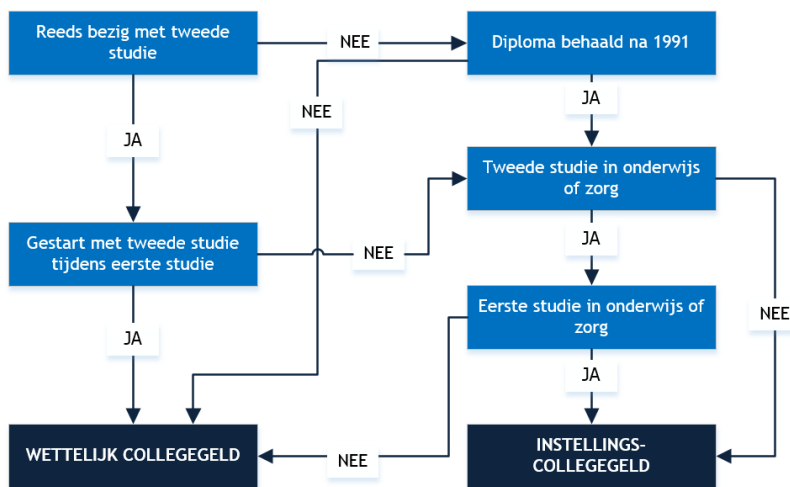 Reeds bezig met tweede
studie
NEE
Diploma behaald na 1991
NEE
JA
JA
Tweede studie in onderwijs
of zorg
Gestart met tweede studie
tijdens eerste studie
NEE
JA
Eerste studie in onderwijs of
zorg
NEE
JA
JA
WETTELIJK COLLEGEGELD
NEE
INSTELLINGS-
COLLEGEGELD